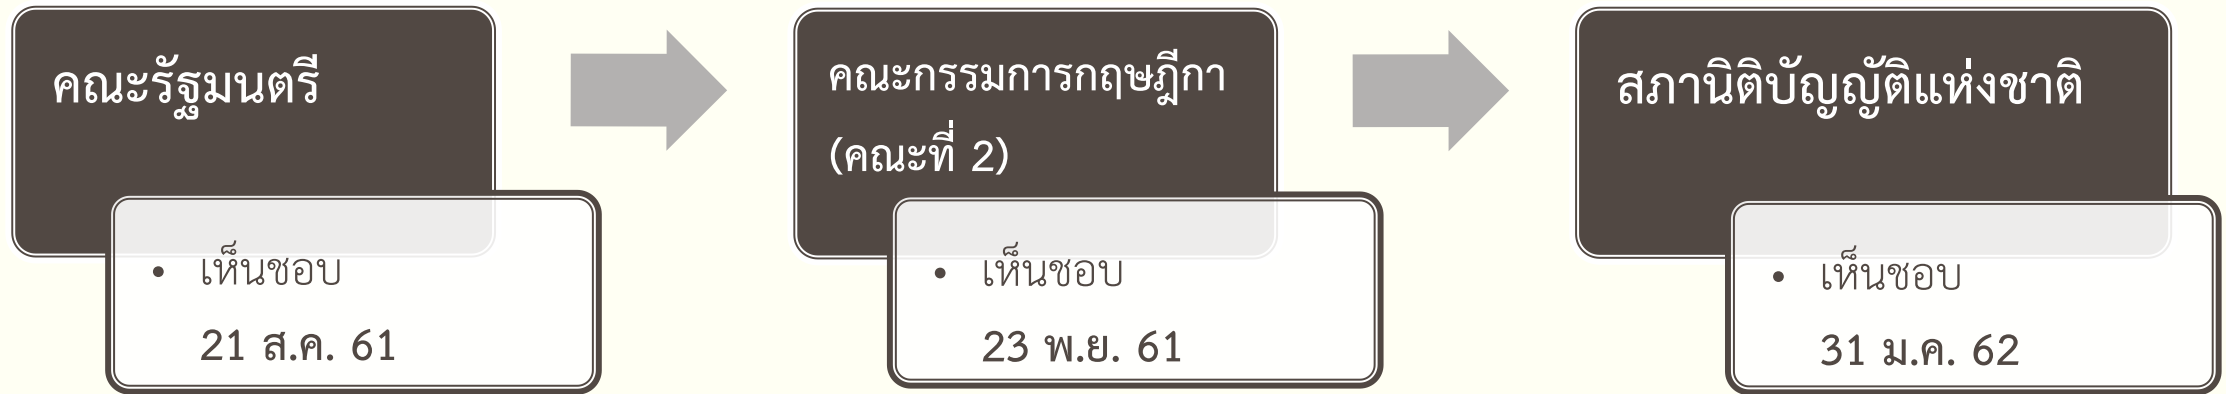 คณะรัฐมนตรี
• เห็นชอบ
21 ส.ค. 61
คณะกรรมการกฤษฎีกา
(คณะที่ 2)
• เห็นชอบ
23 พ.ย. 61
สภานิติบัญญัติแห่งชาติ
• เห็นชอบ
31 ม.ค. 62